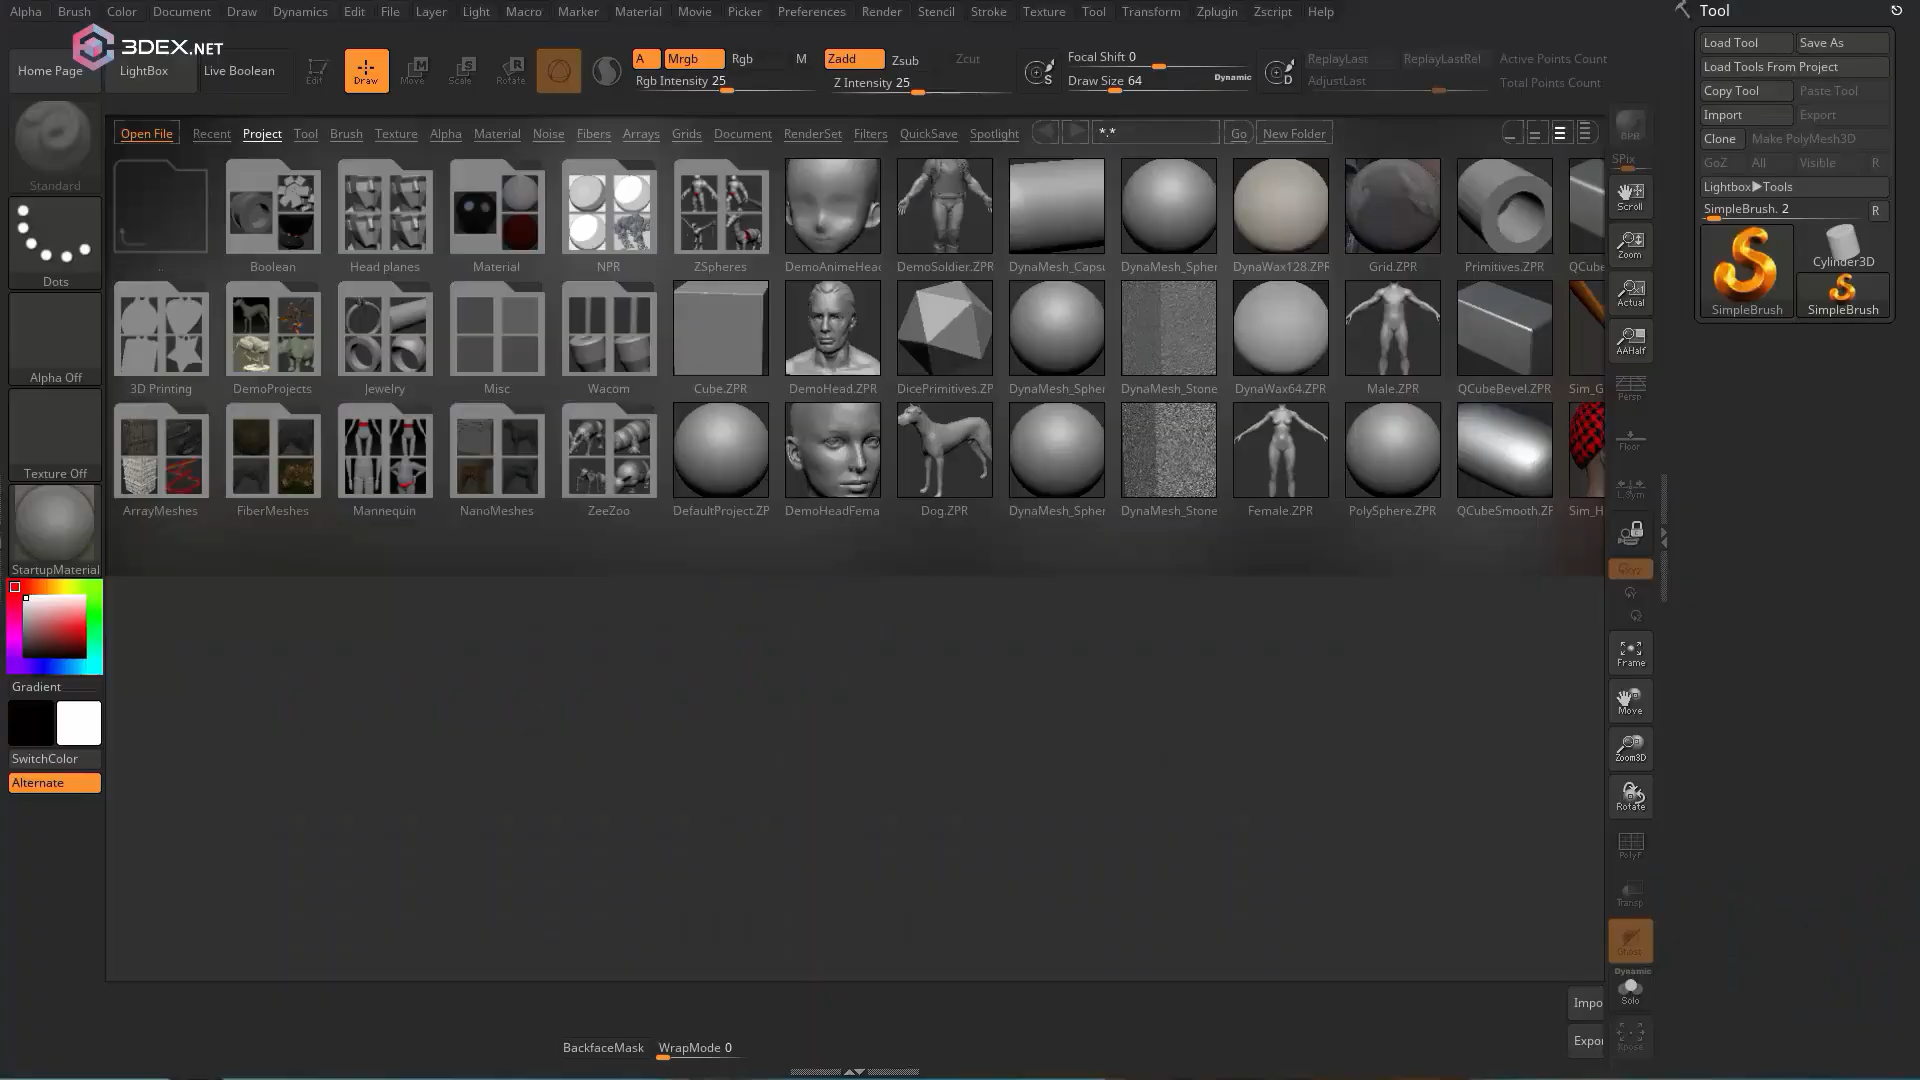 Alpha Brush Color Document Draw Dynamics Edit File Layer Light Macro Marker Material Movie Picker Preferences Render Stencil Stroke Texture Tool Transform Zplugin Zscript Help
3DEX.NET
Home Page LightBox Live Boolean Edit Draw Move Scale Rotate
A Mrgb Rgb M Zadd Zsub Zcut
Rgb Intensity 25 Z Intensity 25
Focal Shift 0
Draw Size 64 Dynamic
ReplayLast ReplayLastRel Active Points Count
AdjustLast Total Points Count
Open File Recent Project Tool Brush Texture Alpha Material Noise Fibers Arrays Grids Document RenderSet Filters QuickSave Spotlight *.* Go New Folder
.. Boolean Head planes Material NPR ZSpheres DemoAnimeHead DemoSoldier.ZPR DynaMesh_Capsu DynaMesh_Spher DynaWax128.ZPR Grid.ZPR Primitives.ZPR QCube
3D Printing DemoProjects Jewelry Misc Wacom Cube.ZPR DemoHead.ZPR DicePrimitives.ZP DynaMesh_Spher DynaMesh_Stone DynaWax64.ZPR Male.ZPR QCubeBevel.ZPR Sim_G
ArrayMeshes FiberMeshes Mannequin NanoMeshes ZeeZoo DefaultProject.ZP DemoHeadFema Dog.ZPR DynaMesh_Spher DynaMesh_Stone Female.ZPR PolySphere.ZPR QCubeSmooth.ZP Sim_H
Standard
Dots
Alpha Off
Texture Off
StartupMaterial
Gradient
SwitchColor
Alternate
BPR
SPix
Scroll
Zoom
Actual
AAHalf
Persp
Floor
L.Sym
Frame
Move
Zoom3D
Rotate
PolyF
Transp
Ghost
Dynamic
Solo
Xpose
Impo
Expo
BackfaceMask WrapMode 0
Tool
Load Tool Save As
Load Tools From Project
Copy Tool Paste Tool
Import Export
Clone Make PolyMesh3D
GoZ All Visible R
Lightbox▶Tools
SimpleBrush. 2 R
Cylinder3D
SimpleBrush SimpleBrush